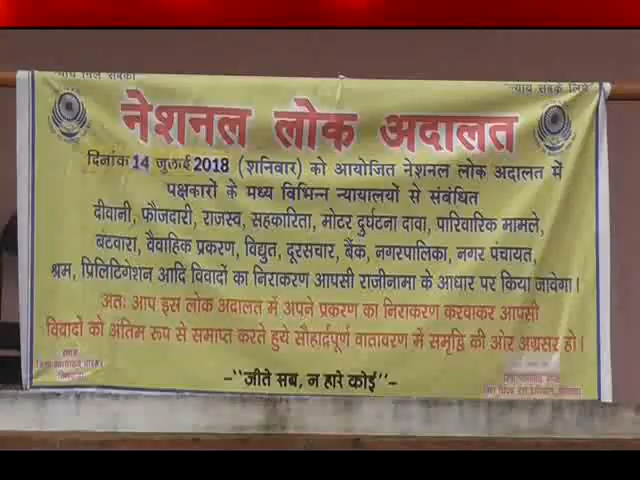 न्याय सबके लिये
नेशनल लोक अदालत
दिनांक 14 जुलाई 2018 (शनिवार) को आयोजित नेशनल लोक अदालत में
पक्षकारों के मध्य विभिन्न न्यायालयों से संबंधित
दीवानी, फौजदारी, राजस्व, सहकारिता, मोटर दुर्घटना दावा, पारिवारिक मामले,
बंटवारा, वैवाहिक प्रकरण, विद्युत, दूरसंचार, बैंक, नगरपालिका, नगर पंचायत,
श्रम, प्रिलिटिगेशन आदि विवादों का निराकरण आपसी राजीनामा के आधार पर किया जावेगा।
अतः आप इस लोक अदालत में अपने प्रकरण का निराकरण करवाकर आपसी
विवादों को अंतिम रूप से समाप्त करते हुये सौहार्दपूर्ण वातावरण में समृद्धि की ओर अग्रसर हो।
-"जीते सब, न हारे कोई"-